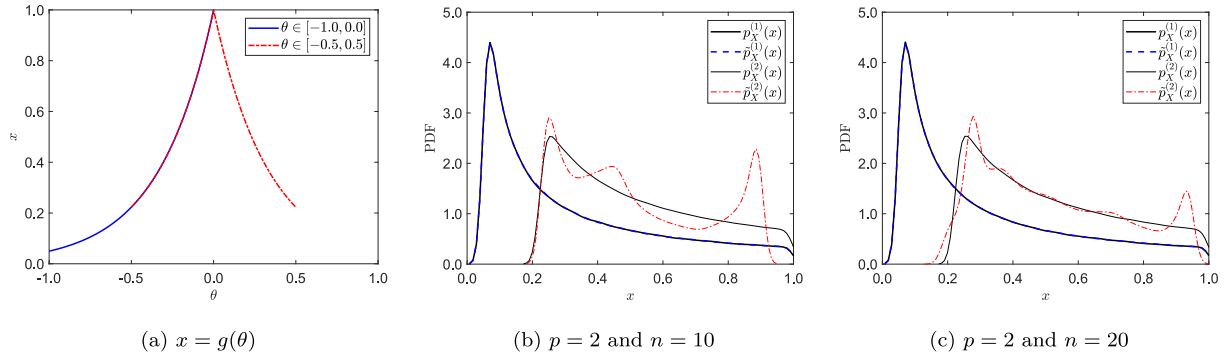 1.0
0.8
0.6
0.4
0.2
0.0
x
-1.0 -0.5 0.0 0.5 1.0
θ
θ ∈ [−1.0, 0.0]
θ ∈ [−0.5, 0.5]
(a) x = g(θ)
5.0
4.0
3.0
2.0
1.0
0.0
PDF
0.0 0.2 0.4 0.6 0.8 1.0
x
p_X^{(1)}(x)
p̃_X^{(1)}(x)
p_X^{(2)}(x)
p̃_X^{(2)}(x)
(b) p = 2 and n = 10
5.0
4.0
3.0
2.0
1.0
0.0
PDF
0.0 0.2 0.4 0.6 0.8 1.0
x
p_X^{(1)}(x)
p̃_X^{(1)}(x)
p_X^{(2)}(x)
p̃_X^{(2)}(x)
(c) p = 2 and n = 20